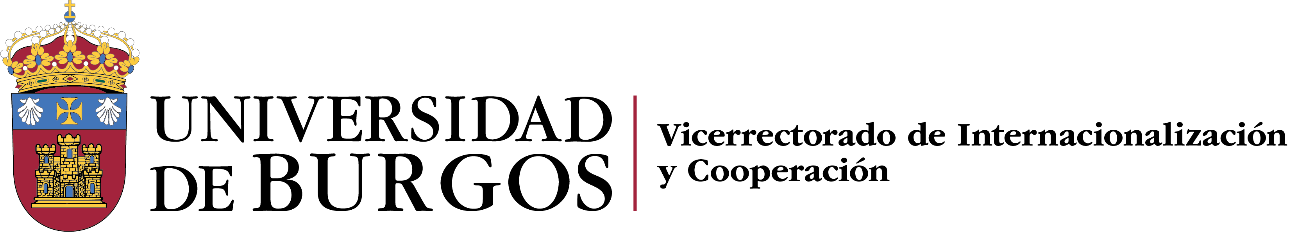 UNIVERSIDAD
DE BURGOS
Vicerrectorado de Internacionalización
y Cooperación